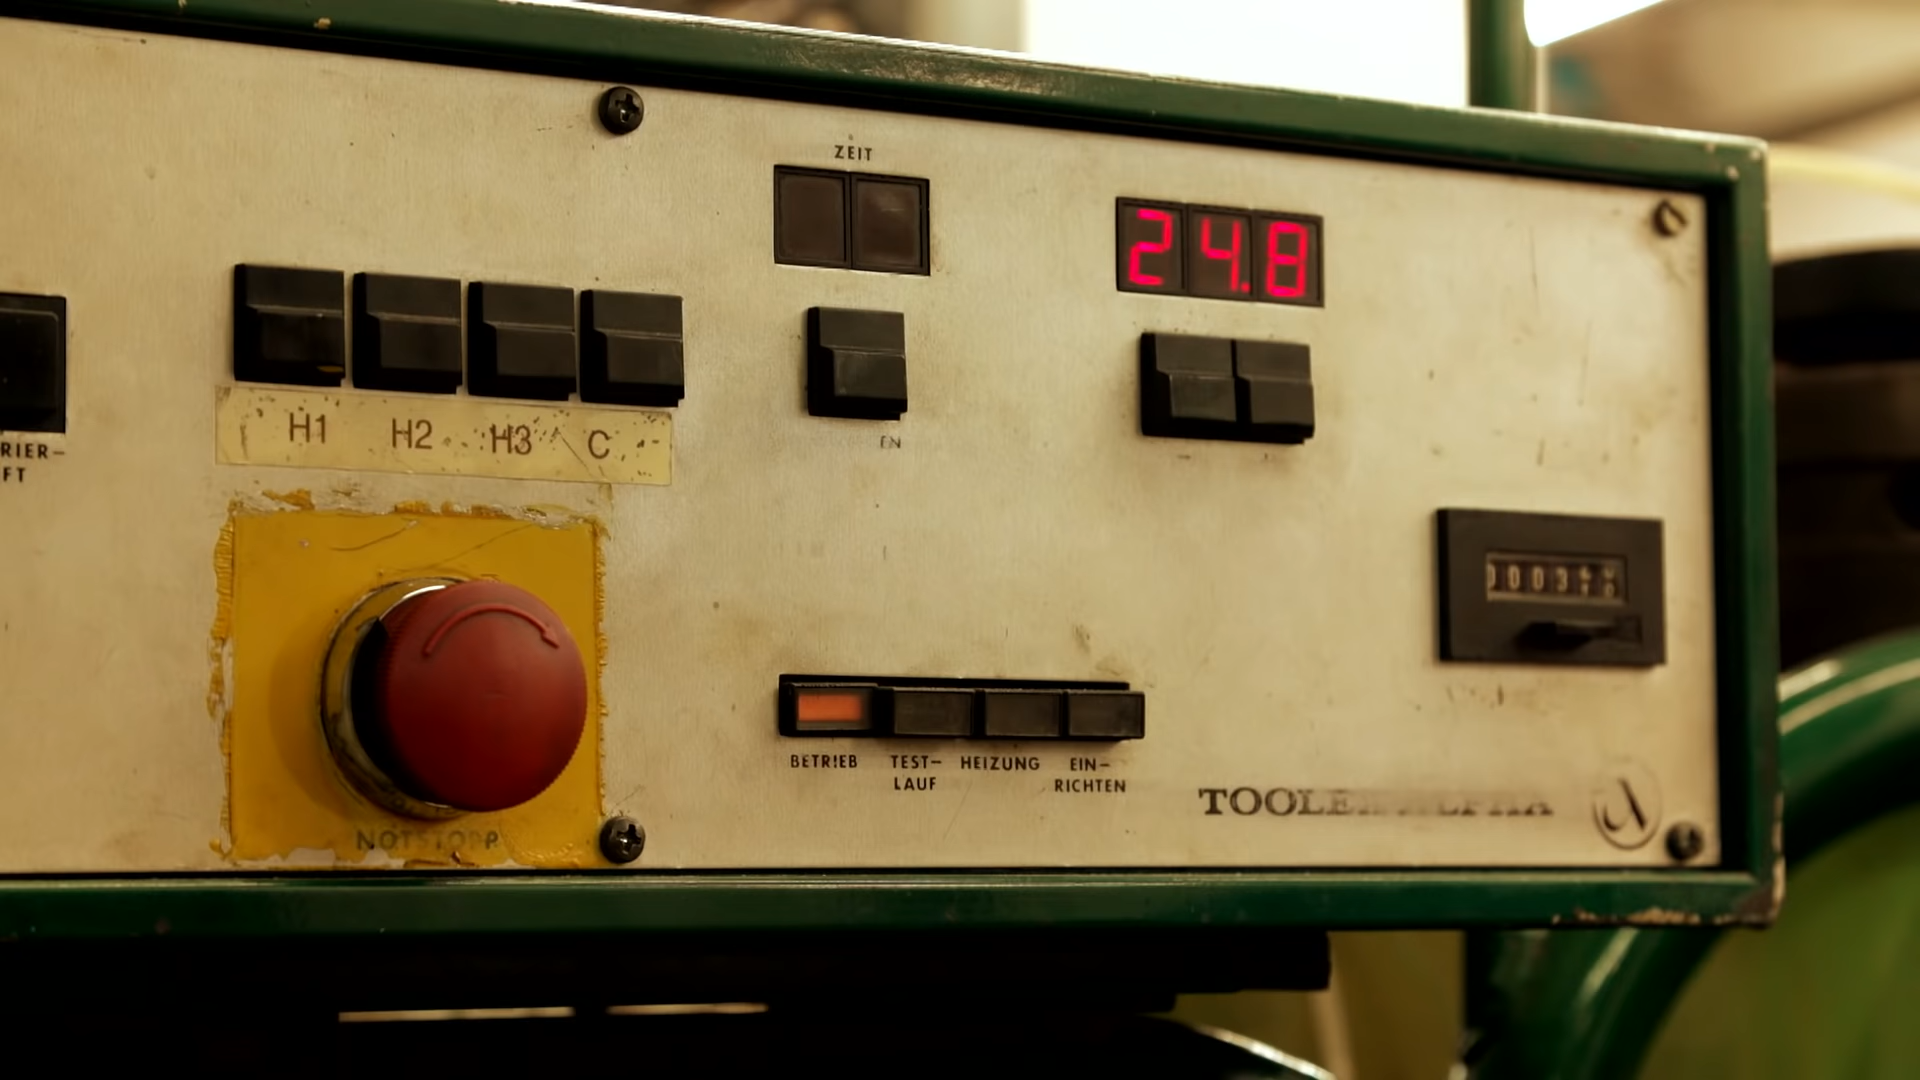 ZEIT
24.8
H1 H2 H3 C
RIER-
FT
EN
NOTSTOPP
BETRIEB TEST- HEIZUNG EIN-
LAUF RICHTEN